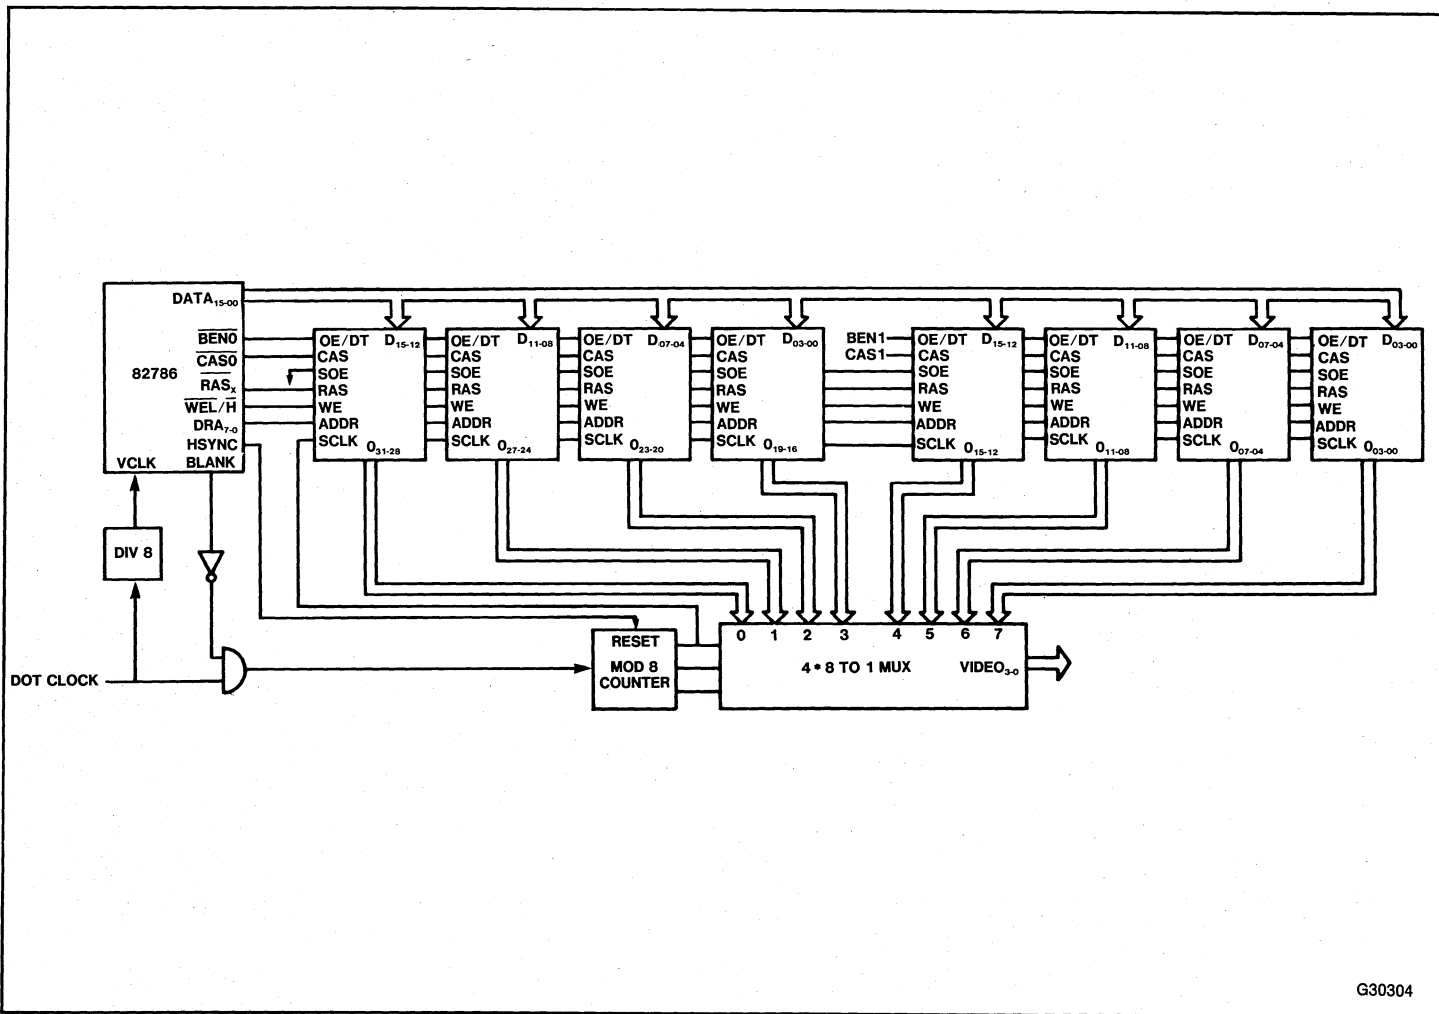 DATA15-00
BEN0
CAS0
82786
RASx
WEL/H
DRA7-0
HSYNC
VCLK BLANK
OE/DT D15-12
CAS
SOE
RAS
WE
ADDR
SCLK
O31-28
OE/DT D11-08
CAS
SOE
RAS
WE
ADDR
SCLK
O27-24
OE/DT D07-04
CAS
SOE
RAS
WE
ADDR
SCLK
O23-20
OE/DT D03-00
CAS
SOE
RAS
WE
ADDR
SCLK
O19-16
BEN1
CAS1
OE/DT D15-12
CAS
SOE
RAS
WE
ADDR
SCLK
O15-12
OE/DT D11-08
CAS
SOE
RAS
WE
ADDR
SCLK
O11-08
OE/DT D07-04
CAS
SOE
RAS
WE
ADDR
SCLK
O07-04
OE/DT D03-00
CAS
SOE
RAS
WE
ADDR
SCLK
O03-00
DIV 8
DOT CLOCK
RESET
MOD 8
COUNTER
0 1 2 3 4 5 6 7
4 * 8 TO 1 MUX VIDEO3-0
G30304